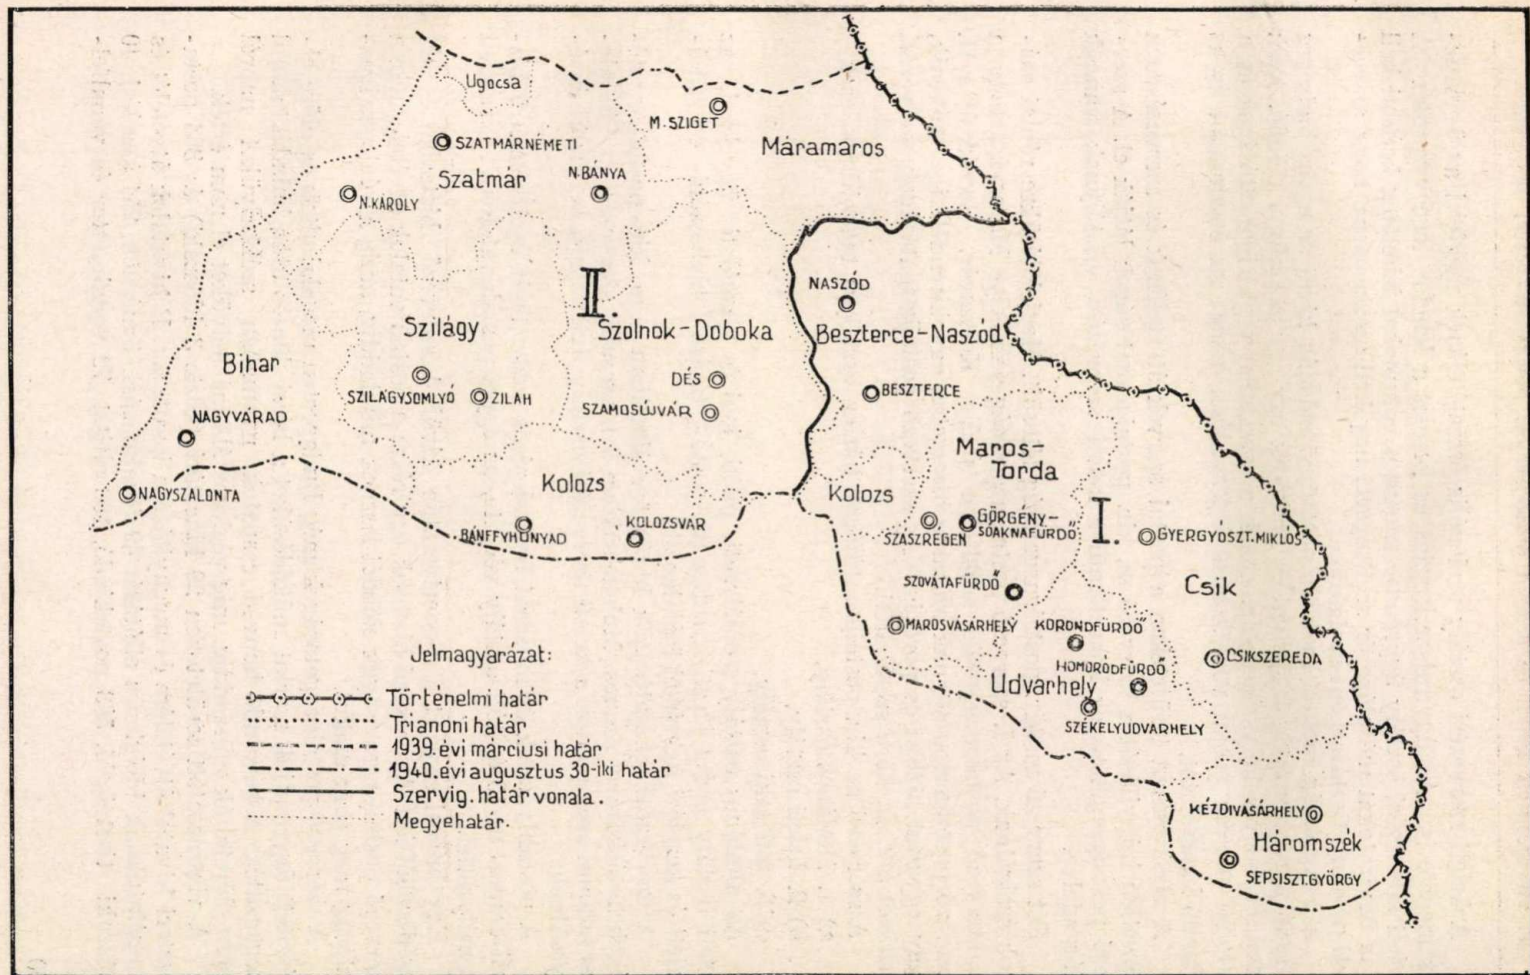 Ugocsa
M. SZIGET
SZATMÁRNÉMETI
Máramaros
Szatmár
N. BÁNYA
N. KÁROLY
II.
NASZÓD
Szilágy
Szolnok-Doboka
Beszterce-Naszód
Bihar
SZILÁGYSOMLYÓ
ZILAH
DÉS
BESZTERCE
SZAMOSÚJVÁR
NAGYVÁRAD
Maros-
Torda
Kolozs
Kolozs
NAGYSZALONTA
BÁNFFYHUNYAD
KOLOZSVÁR
SZÁSZRÉGEN
GÖRGÉNY-
SÓAKNAFÜRDŐ
I.
GYERGYÓSZT.MIKLÓS
SZOVÁTAFÜRDŐ
Csik
MAROSVÁSÁRHELY
KORONDFÜRDŐ
HOMORÓDFÜRDŐ
CSIKSZEREDA
Udvarhely
SZÉKELYUDVARHELY
KÉZDIVÁSÁRHELY
Háromszék
SEPSISZT.GYÖRGY
Jelmagyarázat:
Történelmi határ
Trianoni határ
1939. évi márciusi határ
1940. évi augusztus 30-iki határ
Szervig. határ vonala.
Megyehatár.